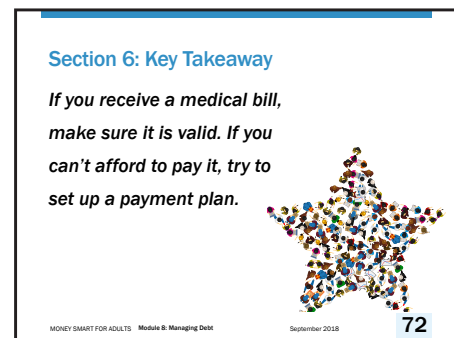 Section 6: Key Takeaway
If you receive a medical bill,
make sure it is valid. If you
can’t afford to pay it, try to
set up a payment plan.
MONEY SMART FOR ADULTS Module 8: Managing Debt September 2018 72